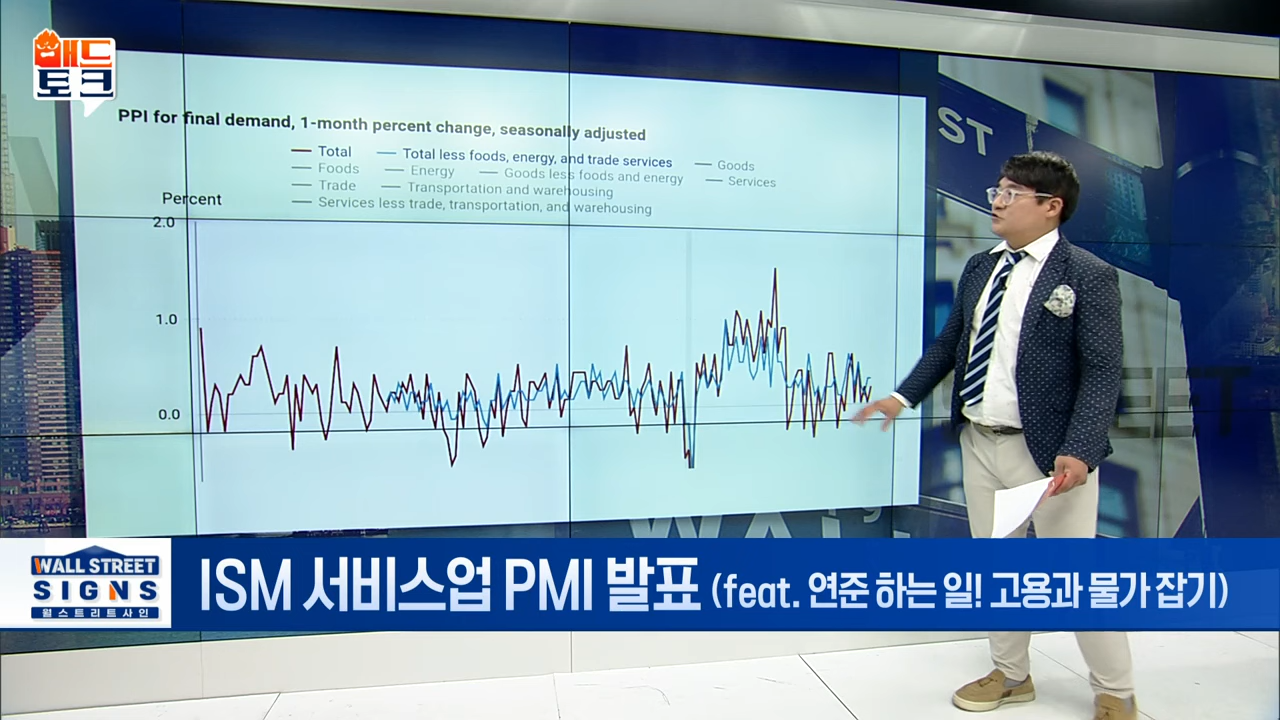 매드
토크
PPI for final demand, 1-month percent change, seasonally adjusted
Total
Total less foods, energy, and trade services
Goods
Foods
Energy
Goods less foods and energy
Services
Trade
Transportation and warehousing
Services less trade, transportation, and warehousing
Percent
2.0
1.0
0.0
ST
WALL STREET
SIGNS
월스트리트사인
ISM 서비스업 PMI 발표 (feat. 연준 하는 일! 고용과 물가 잡기)